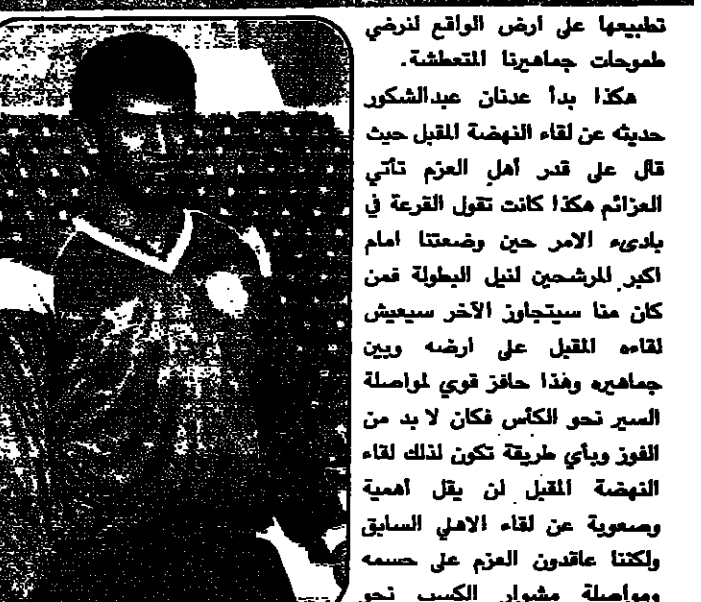 تطبيعها على أرض الواقع لنرضي
طموحات جماهيرنا المتعطشة.
هكذا بدأ عدنان عبدالشكور
حديثه عن لقاء النهضة المقبل حيث
قال على قدر أهل العزم تأتي
العزائم هكذا كانت تقول القرعة في
باديء الامر حين وضعتنا امام
اكبر المرشحين لنيل البطولة فمن
كان منا سيتجاوز الآخر سيعيش
لقاءه المقبل على ارضه وبين
جماهيره وهذا حافز قوي لمواصلة
السير نحو الكأس فكان لا بد من
الفوز وبأي طريقة تكون لذلك لقاء
النهضة المقبل لن يقل أهمية
وصعوبة عن لقاء الاهلي السابق
ولكننا عاقدون العزم على حسمه
ومواصلة مشوار الكسب نحو